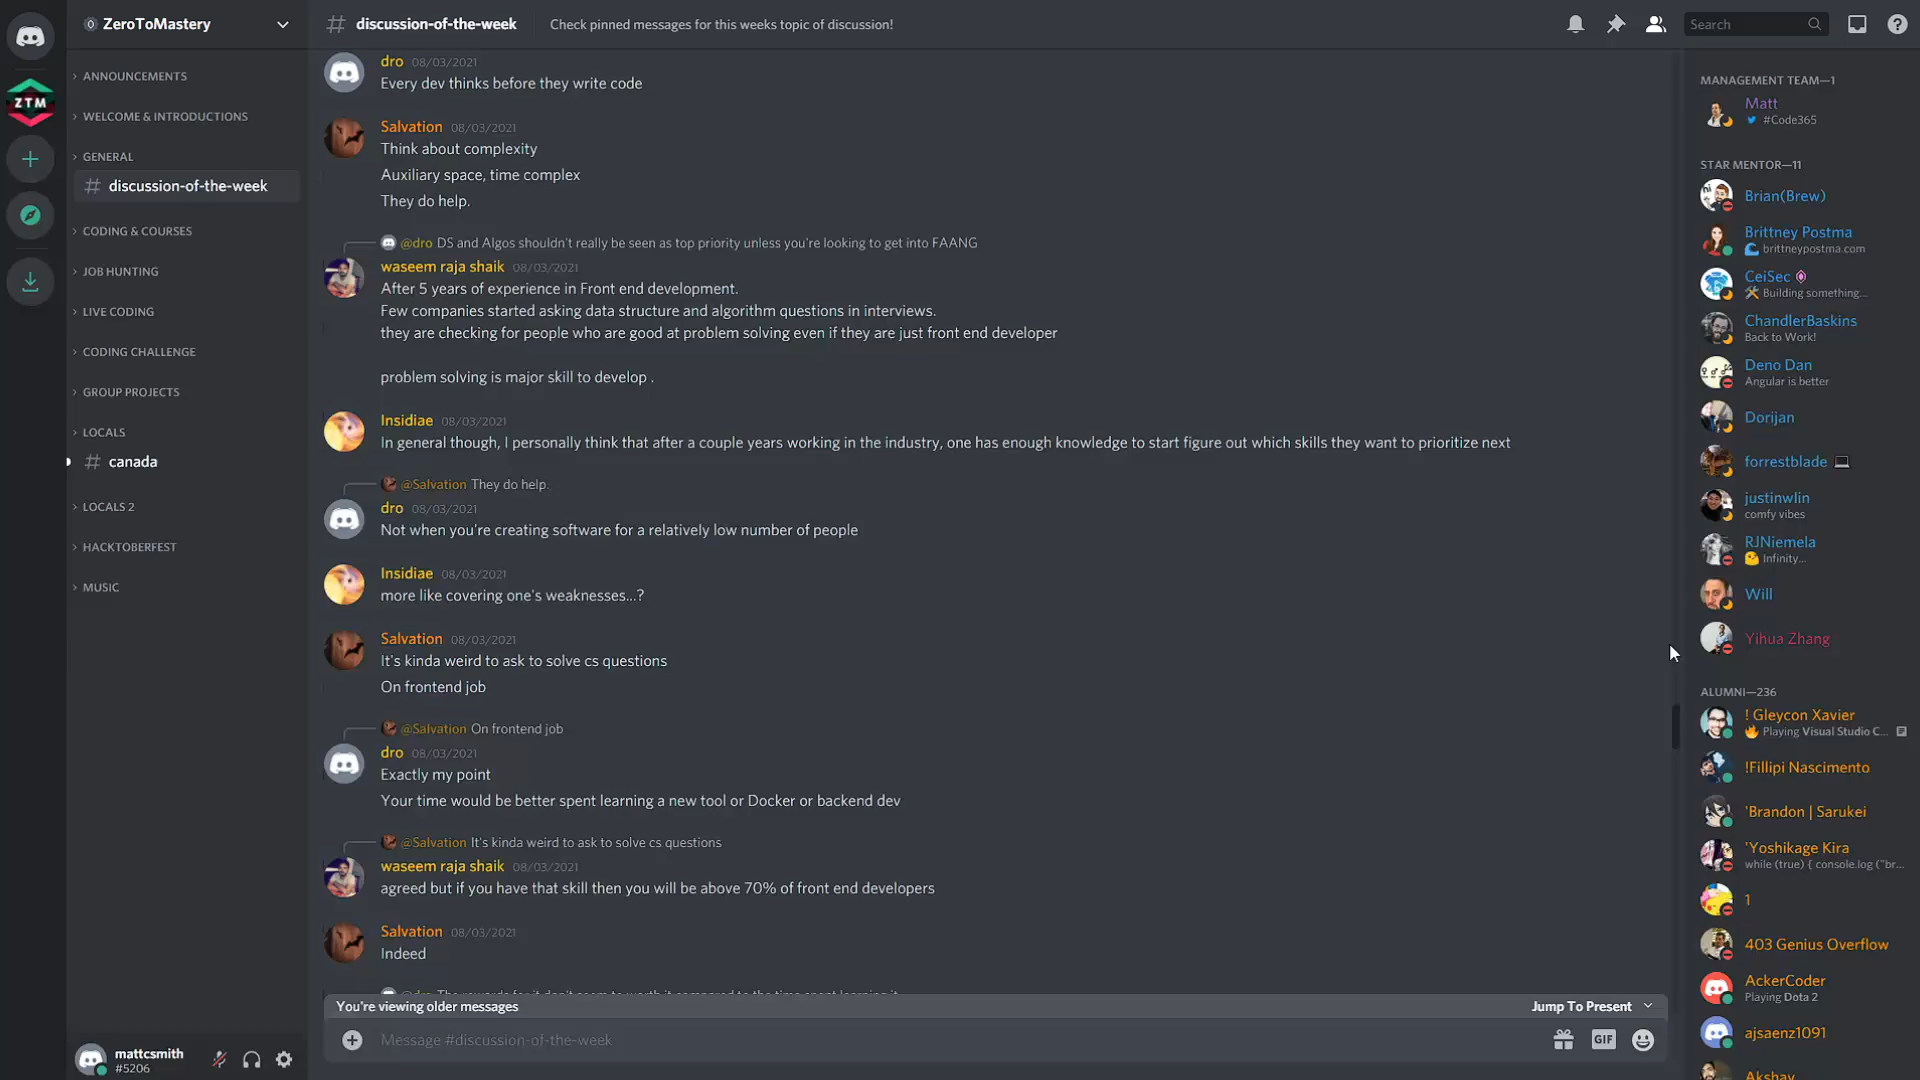 ZeroToMastery
discussion-of-the-week
Check pinned messages for this weeks topic of discussion!
Search
ZTM
ANNOUNCEMENTS
WELCOME & INTRODUCTIONS
GENERAL
discussion-of-the-week
CODING & COURSES
JOB HUNTING
LIVE CODING
CODING CHALLENGE
GROUP PROJECTS
LOCALS
canada
LOCALS 2
HACKTOBERFEST
MUSIC
mattcsmith
#5206
dro 08/03/2021
Every dev thinks before they write code
Salvation 08/03/2021
Think about complexity
Auxiliary space, time complex
They do help.
@dro DS and Algos shouldn't really be seen as top priority unless you're looking to get into FAANG
waseem raja shaik 08/03/2021
After 5 years of experience in Front end development.
Few companies started asking data structure and algorithm questions in interviews.
they are checking for people who are good at problem solving even if they are just front end developer
problem solving is major skill to develop .
Insidiae 08/03/2021
In general though, I personally think that after a couple years working in the industry, one has enough knowledge to start figure out which skills they want to prioritize next
@Salvation They do help.
dro 08/03/2021
Not when you're creating software for a relatively low number of people
Insidiae 08/03/2021
more like covering one's weaknesses...?
Salvation 08/03/2021
It's kinda weird to ask to solve cs questions
On frontend job
@Salvation On frontend job
dro 08/03/2021
Exactly my point
Your time would be better spent learning a new tool or Docker or backend dev
@Salvation It's kinda weird to ask to solve cs questions
waseem raja shaik 08/03/2021
agreed but if you have that skill then you will be above 70% of front end developers
Salvation 08/03/2021
Indeed
You're viewing older messages
Jump To Present
Message #discussion-of-the-week
GIF
MANAGEMENT TEAM—1
Matt
#Code365
STAR MENTOR—11
Brian(Brew)
Brittney Postma
brittneypostma.com
CeiSec
Building something...
ChandlerBaskins
Back to Work!
Deno Dan
Angular is better
Dorijan
forrestblade
justinwlin
comfy vibes
RJNiemela
Infinity...
Will
Yihua Zhang
ALUMNI—236
! Gleycon Xavier
Playing Visual Studio C...
!Fillipi Nascimento
'Brandon | Sarukei
'Yoshikage Kira
while (true) { console.log ("br...
1
403 Genius Overflow
AckerCoder
Playing Dota 2
ajsaenz1091
Akshay